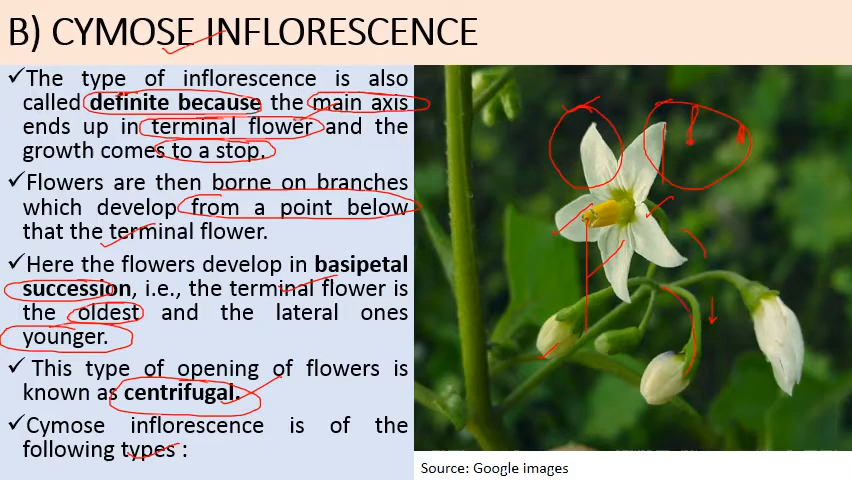 B) CYMOSE INFLORESCENCE
✓The type of inflorescence is also
called definite because the main axis
ends up in terminal flower and the
growth comes to a stop.
✓Flowers are then borne on branches
which develop from a point below
that the terminal flower.
✓Here the flowers develop in basipetal
succession, i.e., the terminal flower is
the oldest and the lateral ones
younger.
✓ This type of opening of flowers is
known as centrifugal.
✓Cymose inflorescence is of the
following types :
Source: Google images